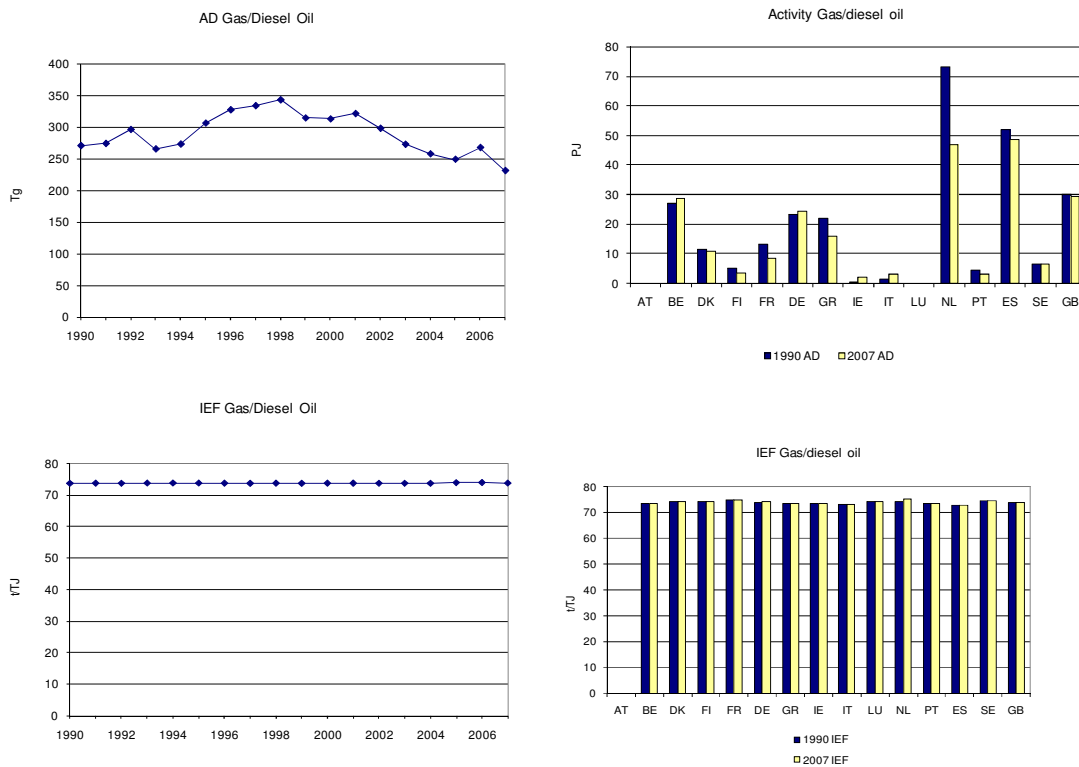 AD Gas/Diesel Oil
400
350
300
250
200
150
100
50
0
Tg
1990 1992 1994 1996 1998 2000 2002 2004 2006
Activity Gas/diesel oil
80
70
60
50
40
30
20
10
0
PJ
AT BE DK FI FR DE GR IE IT LU NL PT ES SE GB
1990 AD 2007 AD
IEF Gas/Diesel Oil
80
70
60
50
40
30
20
10
0
t/TJ
1990 1992 1994 1996 1998 2000 2002 2004 2006
IEF Gas/diesel oil
80
70
60
50
40
30
20
10
0
t/TJ
AT BE DK FI FR DE GR IE IT LU NL PT ES SE GB
1990 IEF
2007 IEF